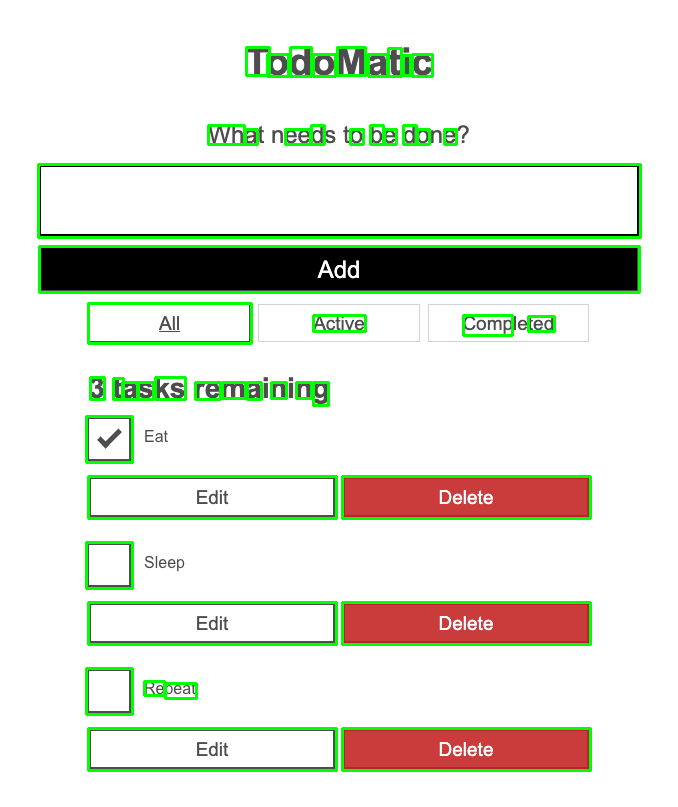 TodoMatic
What needs to be done?
Add
All Active Completed
3 tasks remaining
Eat
Edit Delete
Sleep
Edit Delete
Repeat
Edit Delete